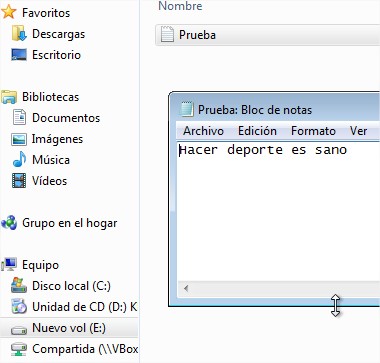 Favoritos
Descargas
Escritorio
Bibliotecas
Documentos
Imágenes
Música
Vídeos
Grupo en el hogar
Equipo
Disco local (C:)
Unidad de CD (D:) K
Nuevo vol (E:)
Compartida (\\VBox
Nombre
Prueba
Prueba: Bloc de notas
Archivo Edición Formato Ver
Hacer deporte es sano